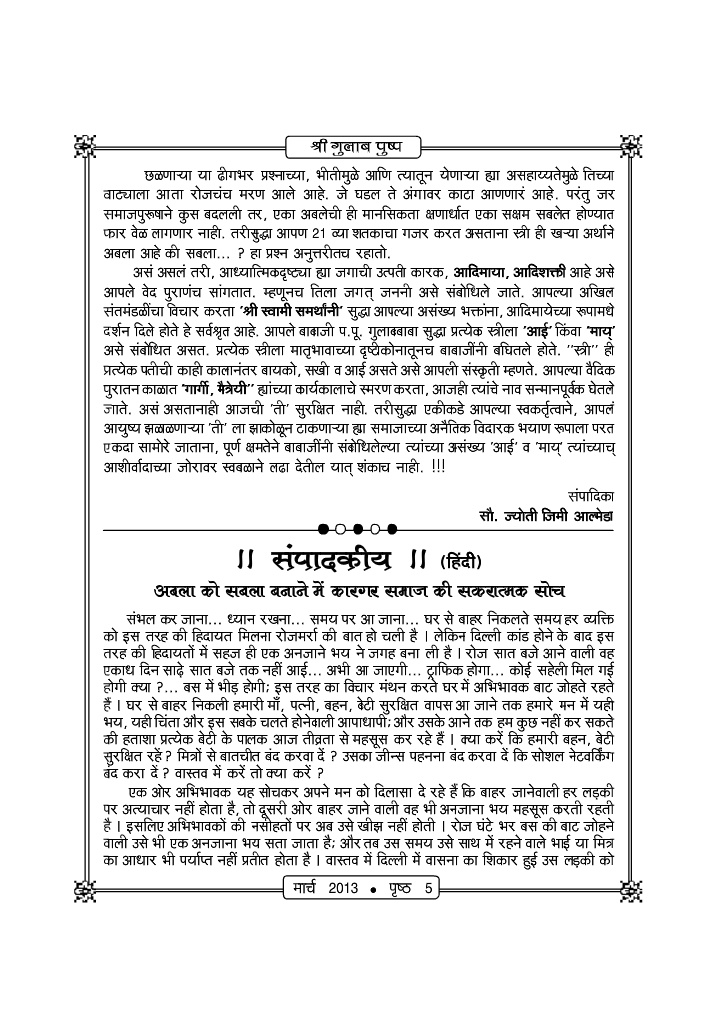 श्री गुलाब पुष्प
छळणाऱ्या या ढीगभर प्रश्नाच्या, भीतीमुळे आणि त्यातून येणाऱ्या ह्या असहाय्यतेमुळे तिच्या
वाट्याला आता रोजचंच मरण आले आहे. जे घडल ते अंगावर काटा आणणारं आहे. परंतु जर
समाजपुरूषाने कुस बदलली तर, एका अबलेची ही मानसिकता क्षणार्धात एका सक्षम सबलेत होण्यात
फार वेळ लागणार नाही. तरीसुद्धा आपण 21 व्या शतकाचा गजर करत असताना स्त्री ही खऱ्या अर्थाने
अबला आहे की सबला... ? हा प्रश्न अनुत्तरीतच रहातो.
असं असलं तरी, आध्यात्मिकदृष्ट्या ह्या जगाची उत्पती कारक, आदिमाया, आदिशक्ती आहे असे
आपले वेद पुराणंच सांगतात. म्हणूनच तिला जगत् जननी असे संबोधिले जाते. आपल्या अखिल
संतमंडळींचा विचार करता 'श्री स्वामी समर्थांनी' सुद्धा आपल्या असंख्य भक्तांना, आदिमायेच्या रूपामधे
दर्शन दिले होते हे सर्वश्रृत आहे. आपले बाबाजी प.पू. गुलाबबाबा सुद्धा प्रत्येक स्त्रीला 'आई' किंवा 'माय्'
असे संबोधित असत. प्रत्येक स्त्रीला मातृभावाच्या दृष्टीकोनातूनच बाबाजींनी बघितले होते. ''स्त्री'' ही
प्रत्येक पतीची काही कालानंतर बायको, सखी व आई असते असे आपली संस्कृती म्हणते. आपल्या वैदिक
पुरातन काळात 'गार्गी, मैत्रेयी'' ह्यांच्या कार्यकालाचे स्मरण करता, आजही त्यांचे नाव सन्मानपूर्वक घेतले
जाते. असं असतानाही आजची 'ती' सुरक्षित नाही. तरीसुद्धा एकीकडे आपल्या स्वकर्तृत्वाने, आपलं
आयुष्य झळळणाऱ्या 'ती' ला झाकोळून टाकणाऱ्या ह्या समाजाच्या अनैतिक विदारक भयाण रूपाला परत
एकदा सामोरे जाताना, पूर्ण क्षमतेने बाबाजींनी संबोधिलेल्या त्यांच्या असंख्य 'आई' व 'माय्' त्यांच्याच्
आशीर्वादाच्या जोरावर स्वबळाने लढा देतील यात् शंकाच नाही. !!!
संपादिका
सौ. ज्योती जिमी आल्मेडा
।। संपादकीय ।। (हिंदी)
अबला को सबला बनाने में कारगर समाज की सकरात्मक सोच
संभल कर जाना... ध्यान रखना... समय पर आ जाना... घर से बाहर निकलते समय हर व्यक्ति
को इस तरह की हिदायत मिलना रोजमर्रा की बात हो चली है । लेकिन दिल्ली कांड होने के बाद इस
तरह की हिदायतों में सहज ही एक अनजाने भय ने जगह बना ली है । रोज सात बजे आने वाली वह
एकाध दिन साढ़े सात बजे तक नहीं आई... अभी आ जाएगी... ट्राफिक होगा... कोई सहेली मिल गई
होगी क्या ?... बस में भीड़ होगी; इस तरह का विचार मंथन करते घर में अभिभावक बाट जोहते रहते
हैं । घर से बाहर निकली हमारी माँ, पत्नी, बहन, बेटी सुरक्षित वापस आ जाने तक हमारे मन में यही
भय, यही चिंता और इस सबके चलते होनेवाली आपाधापी; और उसके आने तक हम कुछ नहीं कर सकते
की हताशा प्रत्येक बेटी के पालक आज तीव्रता से महसूस कर रहे हैं । क्या करें कि हमारी बहन, बेटी
सुरक्षित रहें ? मित्रों से बातचीत बंद करवा दें ? उसका जीन्स पहनना बंद करवा दें कि सोशल नेटवर्किंग
बंद करा दें ? वास्तव में करें तो क्या करें ?
एक ओर अभिभावक यह सोचकर अपने मन को दिलासा दे रहे हैं कि बाहर जानेवाली हर लड़की
पर अत्याचार नहीं होता है, तो दूसरी ओर बाहर जाने वाली वह भी अनजाना भय महसूस करती रहती
है । इसलिए अभिभावकों की नसीहतों पर अब उसे खीझ नहीं होती । रोज घंटे भर बस की बाट जोहने
वाली उसे भी एक अनजाना भय सता जाता है; और तब उस समय उसे साथ में रहने वाले भाई या मित्र
का आधार भी पर्याप्त नहीं प्रतीत होता है । वास्तव में दिल्ली में वासना का शिकार हुई उस लड़की को
मार्च 2013 ● पृष्ठ 5